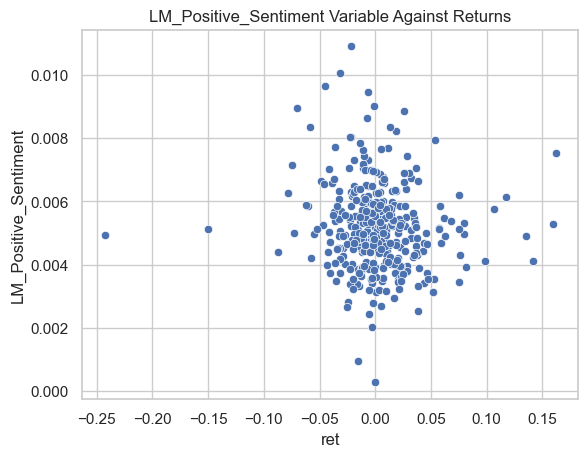 LM_Positive_Sentiment Variable Against Returns
0.010
0.008
0.006
0.004
0.002
0.000
LM_Positive_Sentiment
−0.25 −0.20 −0.15 −0.10 −0.05 0.00 0.05 0.10 0.15
ret